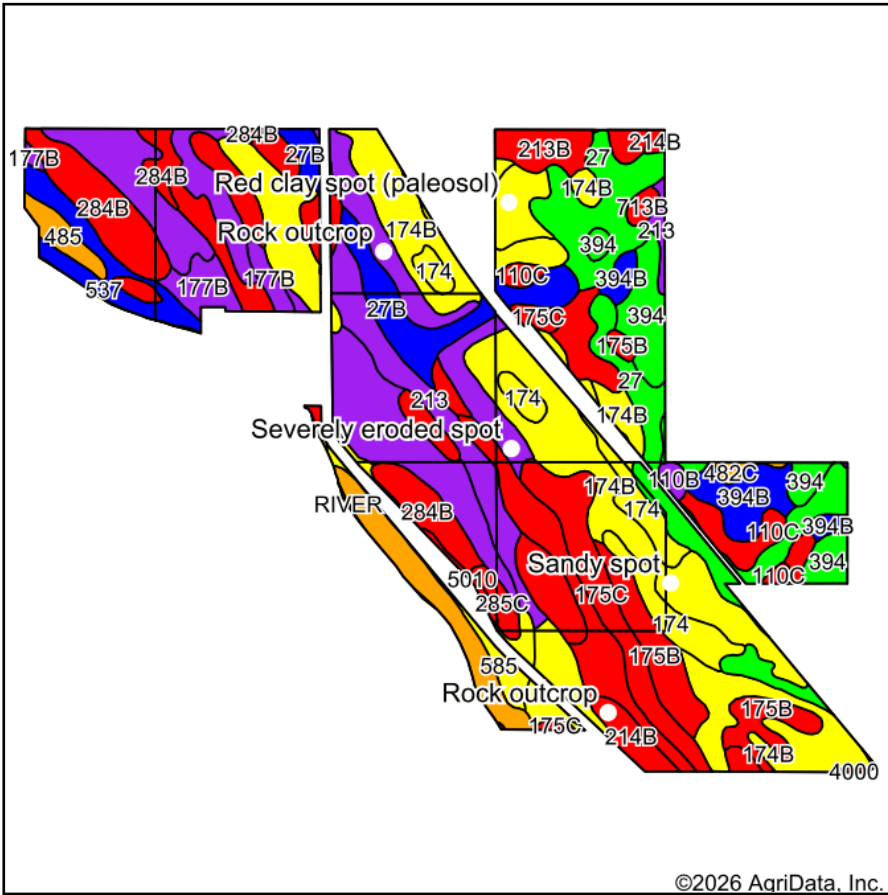 284B
213B
214B
177B
27B
27
284B
Red clay spot (paleosol)
174B
284B
713B
485
Rock outcrop
174B
213
394
174
110C
394B
537
177B
177B
27B
175C
394
175B
27
213
174
174B
Severely eroded spot
110B
482C
394
174B
394B
RIVER
284B
174
110C
394B
Sandy spot
394
5010
175C
110C
285C
174
175B
585
Rock outcrop
175B
175C
214B
174B
4000
©2026 AgriData, Inc.